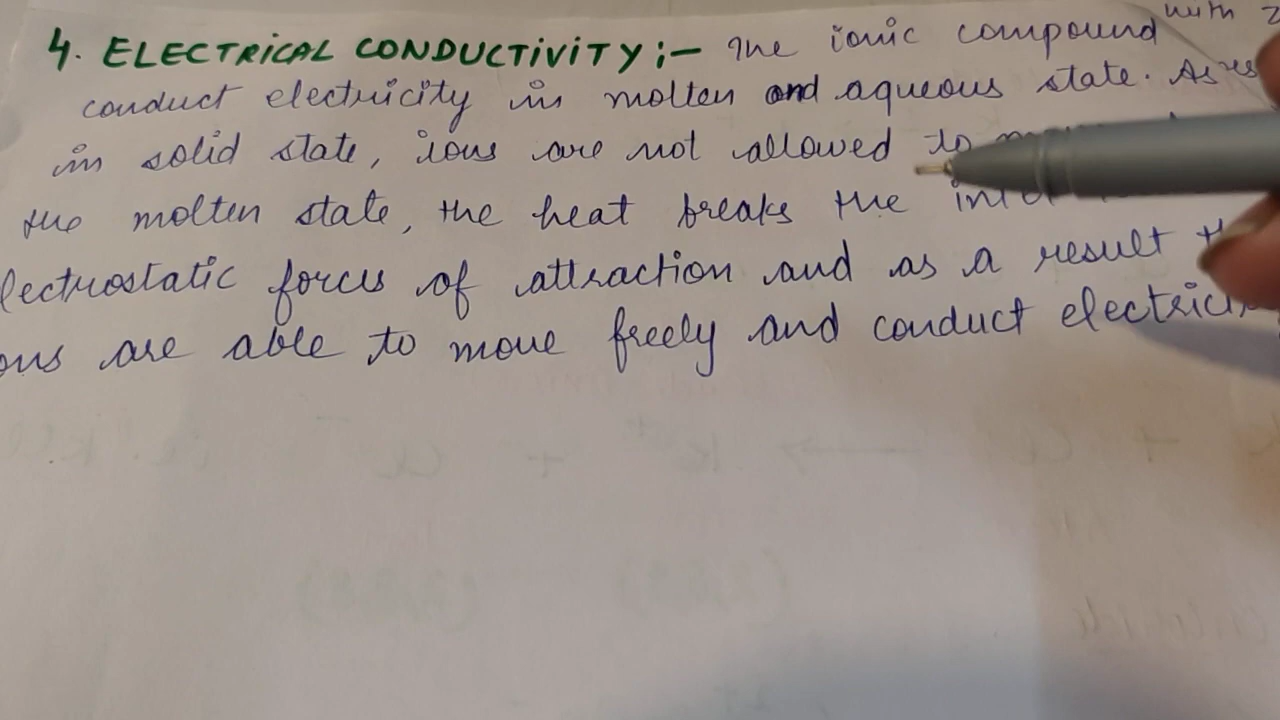 4. ELECTRICAL CONDUCTIVITY :- The ionic compound with
conduct electricity in molten and aqueous state. As
in solid state, ions are not allowed to
the molten state, the heat breaks the
lectrostatic forces of attraction and as a result
ons are able to move freely and conduct electrici